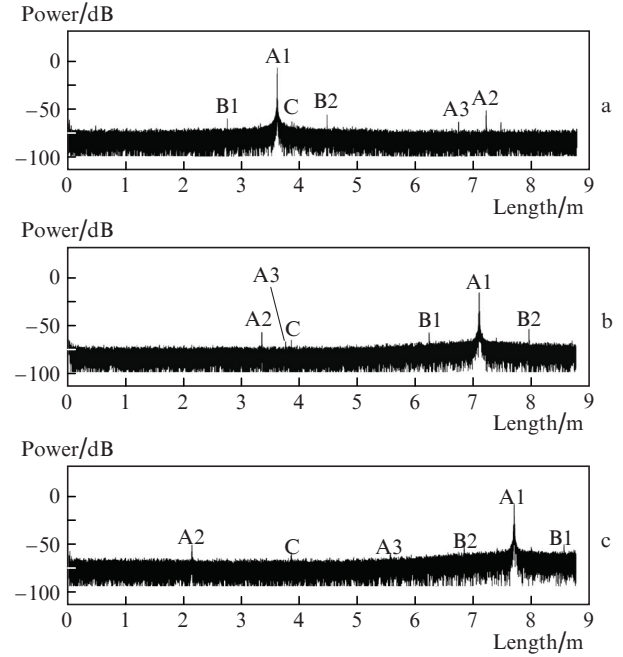 Power/dB
A1
0
B1
C
B2
A3
A2
a
−50
−100
0 1 2 3 4 5 6 7 8 9
Length/m
Power/dB
A3
A1
0
A2
C
B1
B2
b
−50
−100
0 1 2 3 4 5 6 7 8 9
Length/m
Power/dB
A1
0
A2
C
A3
B2
B1
c
−50
−100
0 1 2 3 4 5 6 7 8 9
Length/m